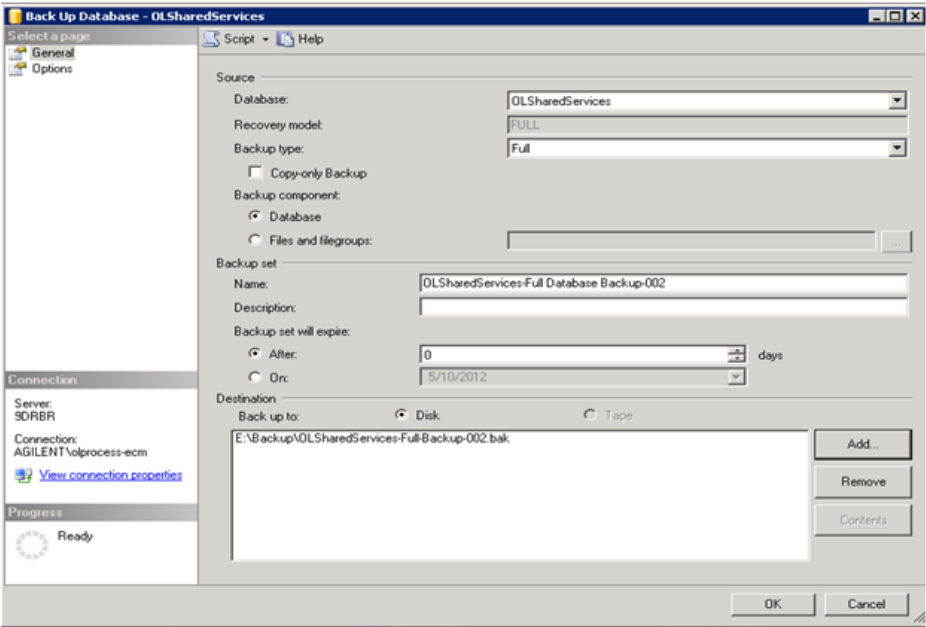 Back Up Database - OLSharedServices
Select a page
General
Options
Script Help
Source
Database: OLSharedServices
Recovery model: FULL
Backup type: Full
Copy-only Backup
Backup component:
Database
Files and filegroups: ...
Backup set
Name: OLSharedServices-Full Database Backup-002
Description:
Backup set will expire:
After: 0 days
On: 5/10/2012
Destination
Back up to: Disk Tape
E:\Backup\OLSharedServices-Full-Backup-002.bak
Add...
Remove
Contents
Connection
Server:
9DRBR
Connection:
AGILENT\olprocess-ecm
View connection properties
Progress
Ready
OK Cancel